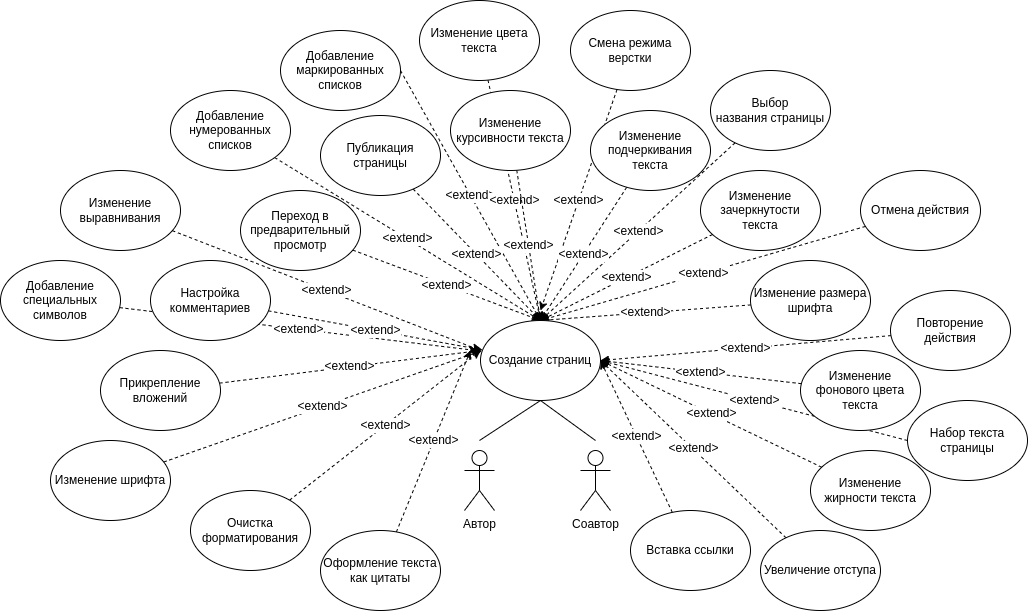 Изменение цвета
текста
Смена режима
верстки
Добавление
маркированных
списков
Выбор
названия страницы
Добавление
нумерованных
списков
Изменение
курсивности текста
Изменение
подчеркивания
текста
Публикация
страницы
Изменение
выравнивания
Переход в
предварительный
просмотр
Изменение
зачеркнутости
текста
Отмена действия
<extend>
<extend>
<extend>
<extend>
<extend>
<extend>
<extend>
<extend>
<extend>
<extend>
<extend>
<extend>
Добавление
специальных
символов
Настройка
комментариев
<extend>
Изменение размера
шрифта
<extend>
<extend>
<extend>
Повторение
действия
<extend>
Создание страниц
Прикрепление
вложений
<extend>
<extend>
Изменение
фонового цвета
текста
<extend>
<extend>
<extend>
Набор текста
страницы
<extend>
<extend>
<extend>
<extend>
Изменение шрифта
Изменение
жирности текста
Очистка
форматирования
Автор
Соавтор
Оформление текста
как цитаты
Вставка ссылки
Увеличение отступа